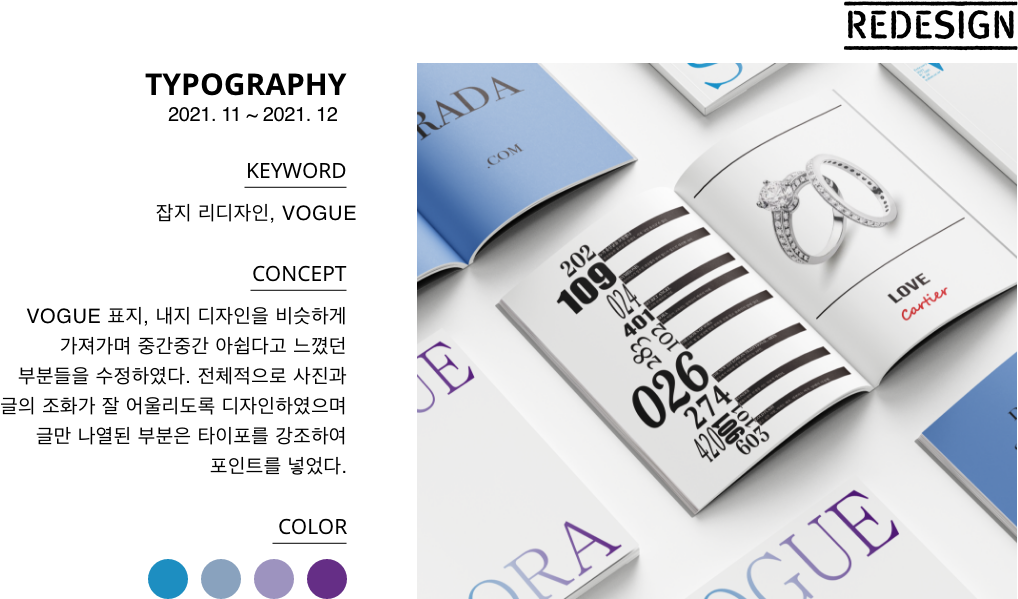 REDESIGN
TYPOGRAPHY
2021. 11 ~ 2021. 12
KEYWORD
잡지 리디자인, VOGUE
CONCEPT
VOGUE 표지, 내지 디자인을 비슷하게
가져가며 중간중간 아쉽다고 느꼈던
부분들을 수정하였다. 전체적으로 사진과
글의 조화가 잘 어울리도록 디자인하였으며
글만 나열된 부분은 타이포를 강조하여
포인트를 넣었다.
COLOR
RADA
.COM
202
109
024
401
102
283
026
274
101
106
420
603
LOVE
Cartier
UE
ORA
OGUE